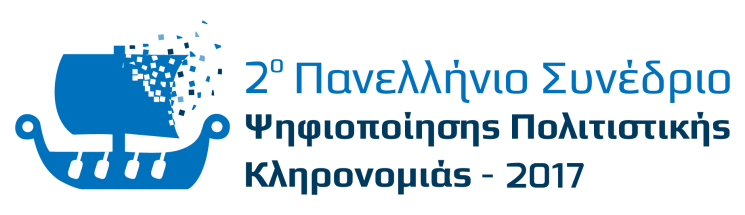 2ο Πανελλήνιο Συνέδριο
Ψηφιοποίησης Πολιτιστικής
Κληρονομιάς - 2017